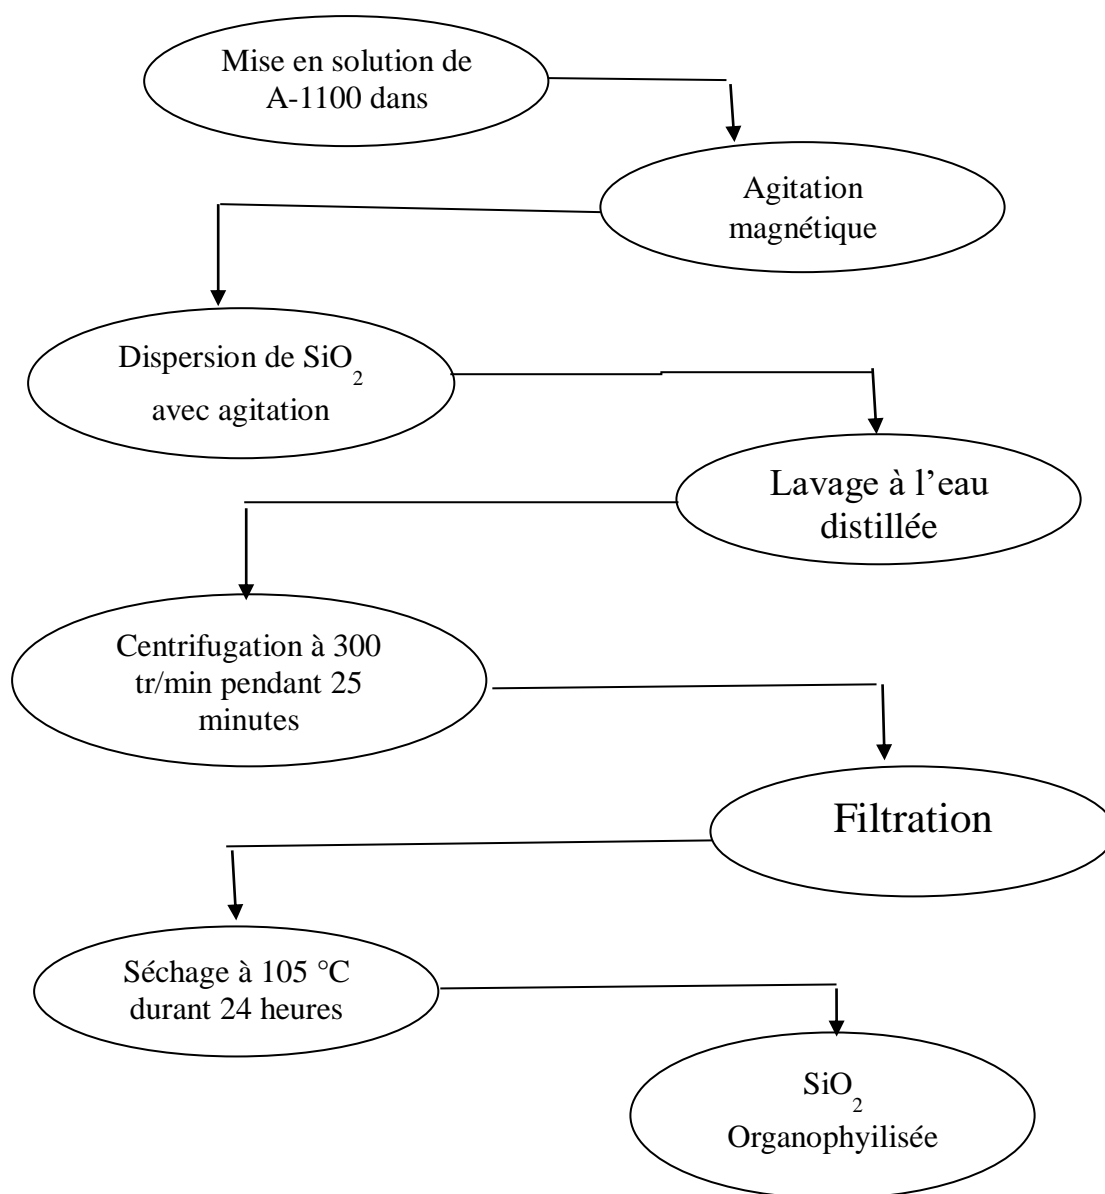 Mise en solution de
A-1100 dans
Agitation
magnétique
Dispersion de SiO₂
avec agitation
Lavage à l’eau
distillée
Centrifugation à 300
tr/min pendant 25
minutes
Filtration
Séchage à 105 °C
durant 24 heures
SiO₂
Organophyilisée